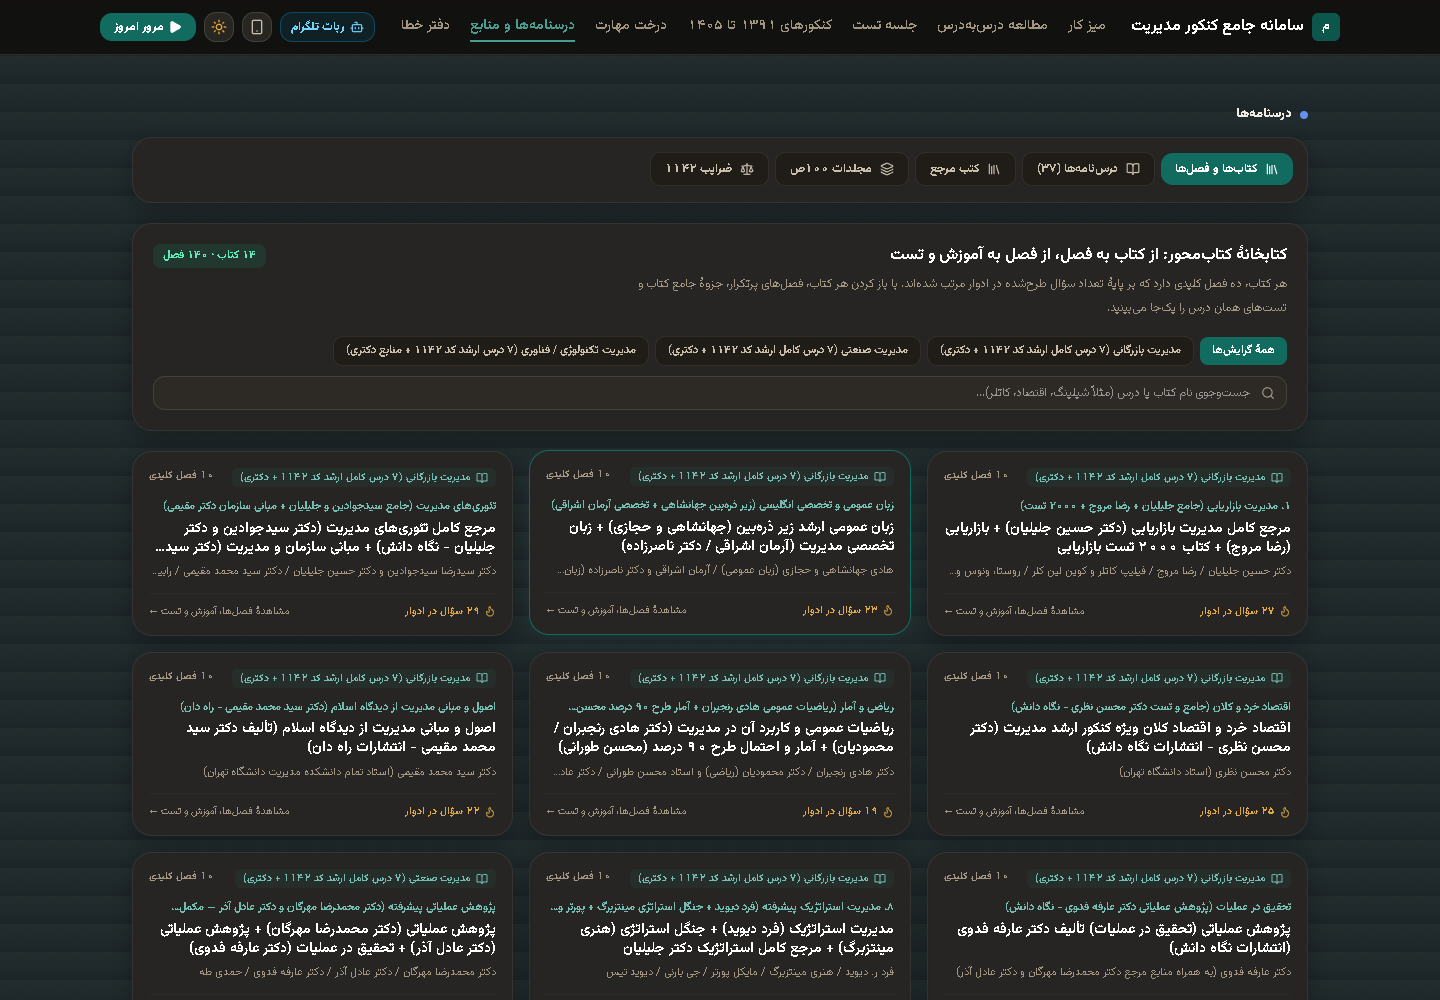 م
سامانه جامع کنکور مدیریت
میز کار
مطالعه درس‌به‌درس
جلسه تست
کنکورهای ۱۳۹۱ تا ۱۴۰۵
درخت مهارت
درسنامه‌ها و منابع
دفتر خطا
ربات تلگرام
مرور امروز
درسنامه‌ها
کتاب‌ها و فصل‌ها
درس‌نامه‌ها (۳۷)
کتب مرجع
مجلدات ۱۰۰ص
ضرایب ۱۱۴۲
کتابخانهٔ کتاب‌محور: از کتاب به فصل، از فصل به آموزش و تست
۱۴ کتاب · ۱۴۰ فصل
هر کتاب، ده فصل کلیدی دارد که بر پایهٔ تعداد سؤال طرح‌شده در ادوار مرتب شده‌اند. با باز کردن هر کتاب، فصل‌های پرتکرار، جزوهٔ جامع کتاب و
تست‌های همان درس را یک‌جا می‌بینید.
همهٔ گرایش‌ها
مدیریت بازرگانی (۷ درس کامل ارشد کد ۱۱۴۲ + دکتری)
مدیریت صنعتی (۷ درس کامل ارشد کد ۱۱۴۲ + دکتری)
مدیریت تکنولوژی / فناوری (۷ درس ارشد کد ۱۱۴۲ + منابع دکتری)
جست‌وجوی نام کتاب یا درس (مثلاً شیلینگ، اقتصاد، کاتلر)...
مدیریت بازرگانی (۷ درس کامل ارشد کد ۱۱۴۲ + دکتری)
۱۰ فصل کلیدی
۱. مدیریت بازاریابی (جامع جلیلیان + رضا مروج + ۲۰۰۰ تست)
مرجع کامل مدیریت بازاریابی (دکتر حسین جلیلیان) + بازاریابی
(رضا مروج) + کتاب ۲۰۰۰ تست بازاریابی
دکتر حسین جلیلیان / رضا مروج / فیلیپ کاتلر و کوین لین کلر / روستا، ونوس و...
۲۷ سؤال در ادوار
مشاهدهٔ فصل‌ها، آموزش و تست ←
مدیریت بازرگانی (۷ درس کامل ارشد کد ۱۱۴۲ + دکتری)
۱۰ فصل کلیدی
زبان عمومی و تخصصی انگلیسی (زیر ذره‌بین جهانشاهی + تخصصی آرمان اشراقی)
زبان عمومی ارشد زیر ذره‌بین (جهانشاهی و حجازی) + زبان
تخصصی مدیریت (آرمان اشراقی / دکتر ناصرزاده)
هادی جهانشاهی و حجازی (زبان عمومی) / آرمان اشراقی و دکتر ناصرزاده (زبان...
۲۳ سؤال در ادوار
مشاهدهٔ فصل‌ها، آموزش و تست ←
مدیریت بازرگانی (۷ درس کامل ارشد کد ۱۱۴۲ + دکتری)
۱۰ فصل کلیدی
تئوری‌های مدیریت (جامع سیدجوادین و جلیلیان + مبانی سازمان دکتر مقیمی)
مرجع کامل تئوری‌های مدیریت (دکتر سیدجوادین و دکتر
جلیلیان - نگاه دانش) + مبانی سازمان و مدیریت (دکتر سید...
دکتر سیدرضا سیدجوادین و دکتر حسین جلیلیان / دکتر سید محمد مقیمی / رابی...
۲۹ سؤال در ادوار
مشاهدهٔ فصل‌ها، آموزش و تست ←
مدیریت بازرگانی (۷ درس کامل ارشد کد ۱۱۴۲ + دکتری)
۱۰ فصل کلیدی
اقتصاد خرد و کلان (جامع و تست دکتر محسن نظری - نگاه دانش)
اقتصاد خرد و اقتصاد کلان ویژه کنکور ارشد مدیریت (دکتر
محسن نظری - انتشارات نگاه دانش)
دکتر محسن نظری (استاد دانشگاه تهران)
۲۵ سؤال در ادوار
مشاهدهٔ فصل‌ها، آموزش و تست ←
مدیریت بازرگانی (۷ درس کامل ارشد کد ۱۱۴۲ + دکتری)
۱۰ فصل کلیدی
ریاضی و آمار (ریاضیات عمومی هادی رنجبران + آمار طرح ۹۰ درصد محسن...
ریاضیات عمومی و کاربرد آن در مدیریت (دکتر هادی رنجبران /
محمودیان) + آمار و احتمال طرح ۹۰ درصد (محسن طورانی)
دکتر هادی رنجبران / دکتر محمودیان (ریاضی) و استاد محسن طورانی / دکتر عاد...
۱۹ سؤال در ادوار
مشاهدهٔ فصل‌ها، آموزش و تست ←
مدیریت بازرگانی (۷ درس کامل ارشد کد ۱۱۴۲ + دکتری)
۱۰ فصل کلیدی
اصول و مبانی مدیریت از دیدگاه اسلام (دکتر سید محمد مقیمی - راه دان)
اصول و مبانی مدیریت از دیدگاه اسلام (تألیف دکتر سید
محمد مقیمی - انتشارات راه دان)
دکتر سید محمد مقیمی (استاد تمام دانشکده مدیریت دانشگاه تهران)
۲۲ سؤال در ادوار
مشاهدهٔ فصل‌ها، آموزش و تست ←
مدیریت بازرگانی (۷ درس کامل ارشد کد ۱۱۴۲ + دکتری)
۱۰ فصل کلیدی
تحقیق در عملیات (پژوهش عملیاتی دکتر عارفه فدوی - نگاه دانش)
پژوهش عملیاتی (تحقیق در عملیات) تألیف دکتر عارفه فدوی
(انتشارات نگاه دانش)
دکتر عارفه فدوی (به همراه منابع مرجع دکتر محمدرضا مهرگان و دکتر عادل آذر)
مدیریت بازرگانی (۷ درس کامل ارشد کد ۱۱۴۲ + دکتری)
۱۰ فصل کلیدی
۸. مدیریت استراتژیک پیشرفته (فرد دیوید + جنگل استراتژی مینتزبرگ + پورتر و...
مدیریت استراتژیک (فرد دیوید) + جنگل استراتژی (هنری
مینتزبرگ) + مرجع کامل استراتژیک دکتر جلیلیان
فرد ر. دیوید / هنری مینتزبرگ / مایکل پورتر / جی بارنی / دیوید تیس
مدیریت صنعتی (۷ درس کامل ارشد کد ۱۱۴۲ + دکتری)
۱۰ فصل کلیدی
پژوهش عملیاتی پیشرفته (دکتر محمدرضا مهرگان و دکتر عادل آذر — مکمل...
پژوهش عملیاتی (دکتر محمدرضا مهرگان) + پژوهش عملیاتی
(دکتر عادل آذر) + تحقیق در عملیات (دکتر عارفه فدوی)
دکتر محمدرضا مهرگان / دکتر عادل آذر / دکتر عارفه فدوی / حمدی طه